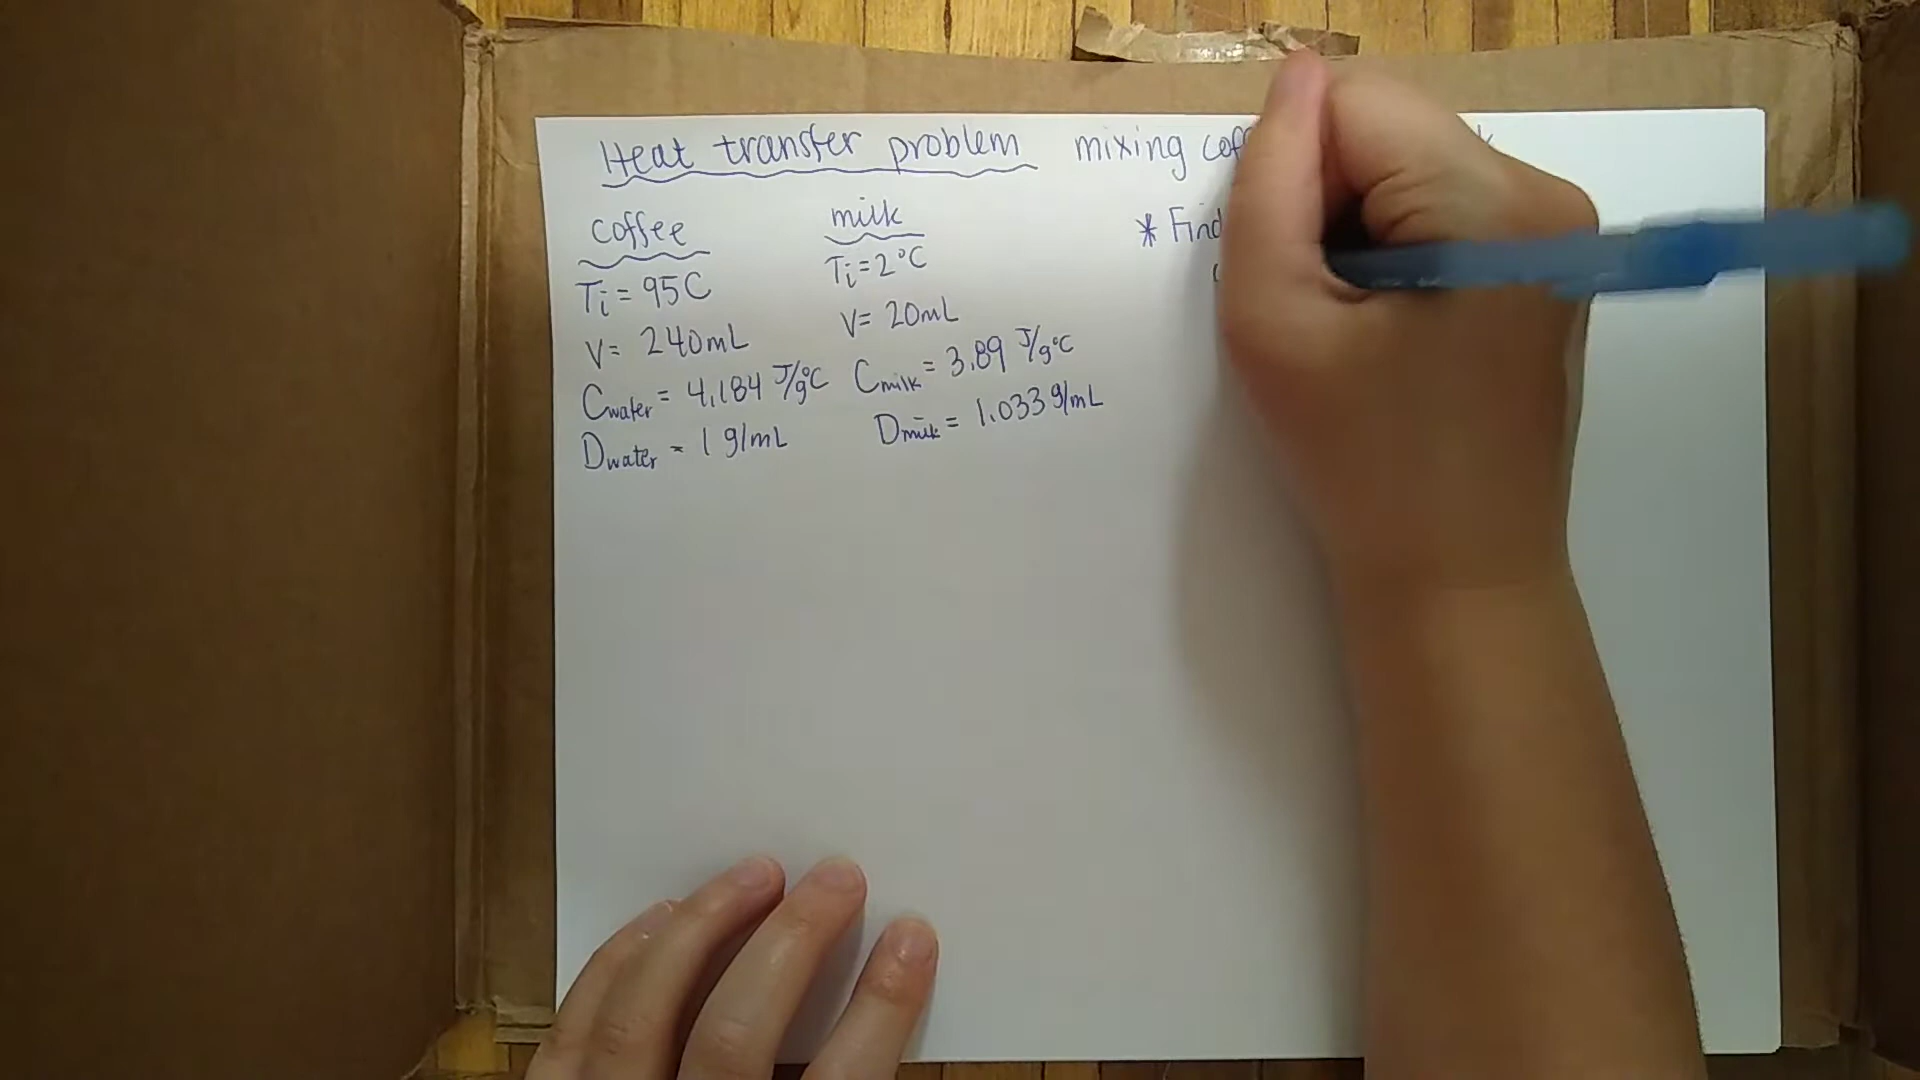 Heat transfer problem mixing
coffee
Ti = 95C
V = 240mL
Cwater = 4.184 J/g°C
Dwater = 1 g/mL
milk
Ti = 2°C
V = 20mL
Cmilk = 3.89 J/g°C
Dmilk = 1.033 g/mL
* Find